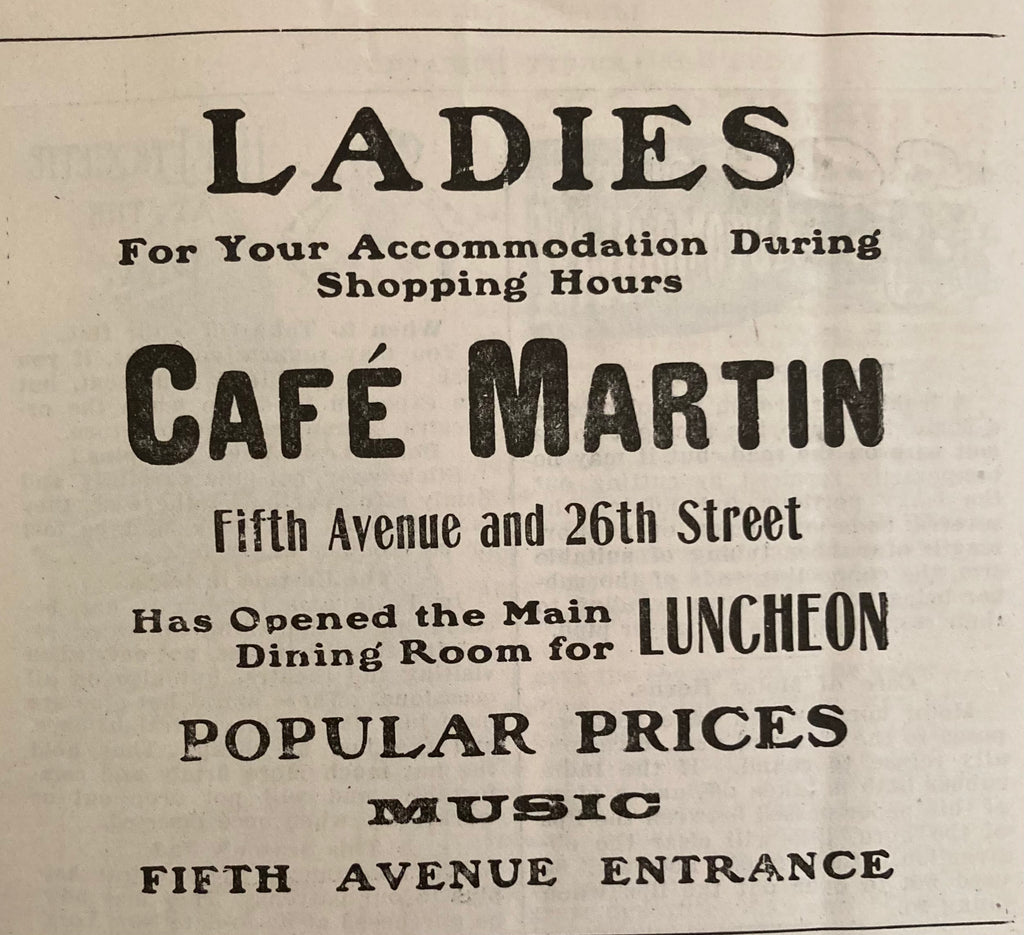 LADIES
For Your Accommodation During
Shopping Hours
CAFÉ MARTIN
Fifth Avenue and 26th Street
Has Opened the Main
Dining Room for LUNCHEON
POPULAR PRICES
MUSIC
FIFTH AVENUE ENTRANCE